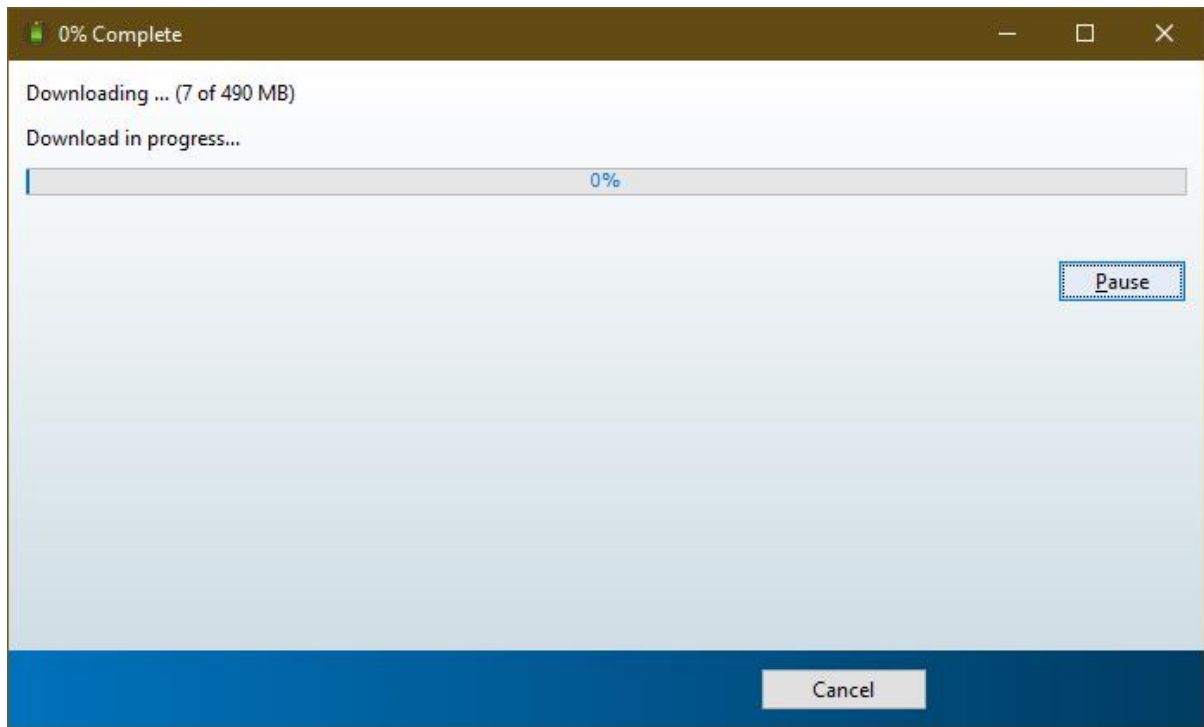 0% Complete
Downloading ... (7 of 490 MB)
Download in progress...
0%
Pause
Cancel